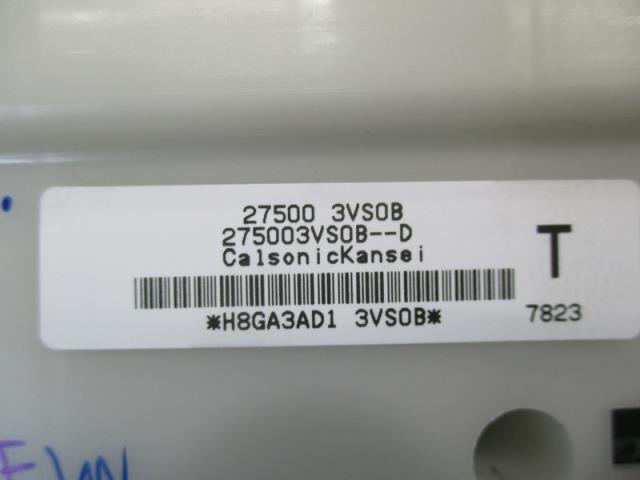 27500 3VS0B
275003VS0B--D
CalsonicKansei
T
*H8GA3AD1 3VS0B*
7823